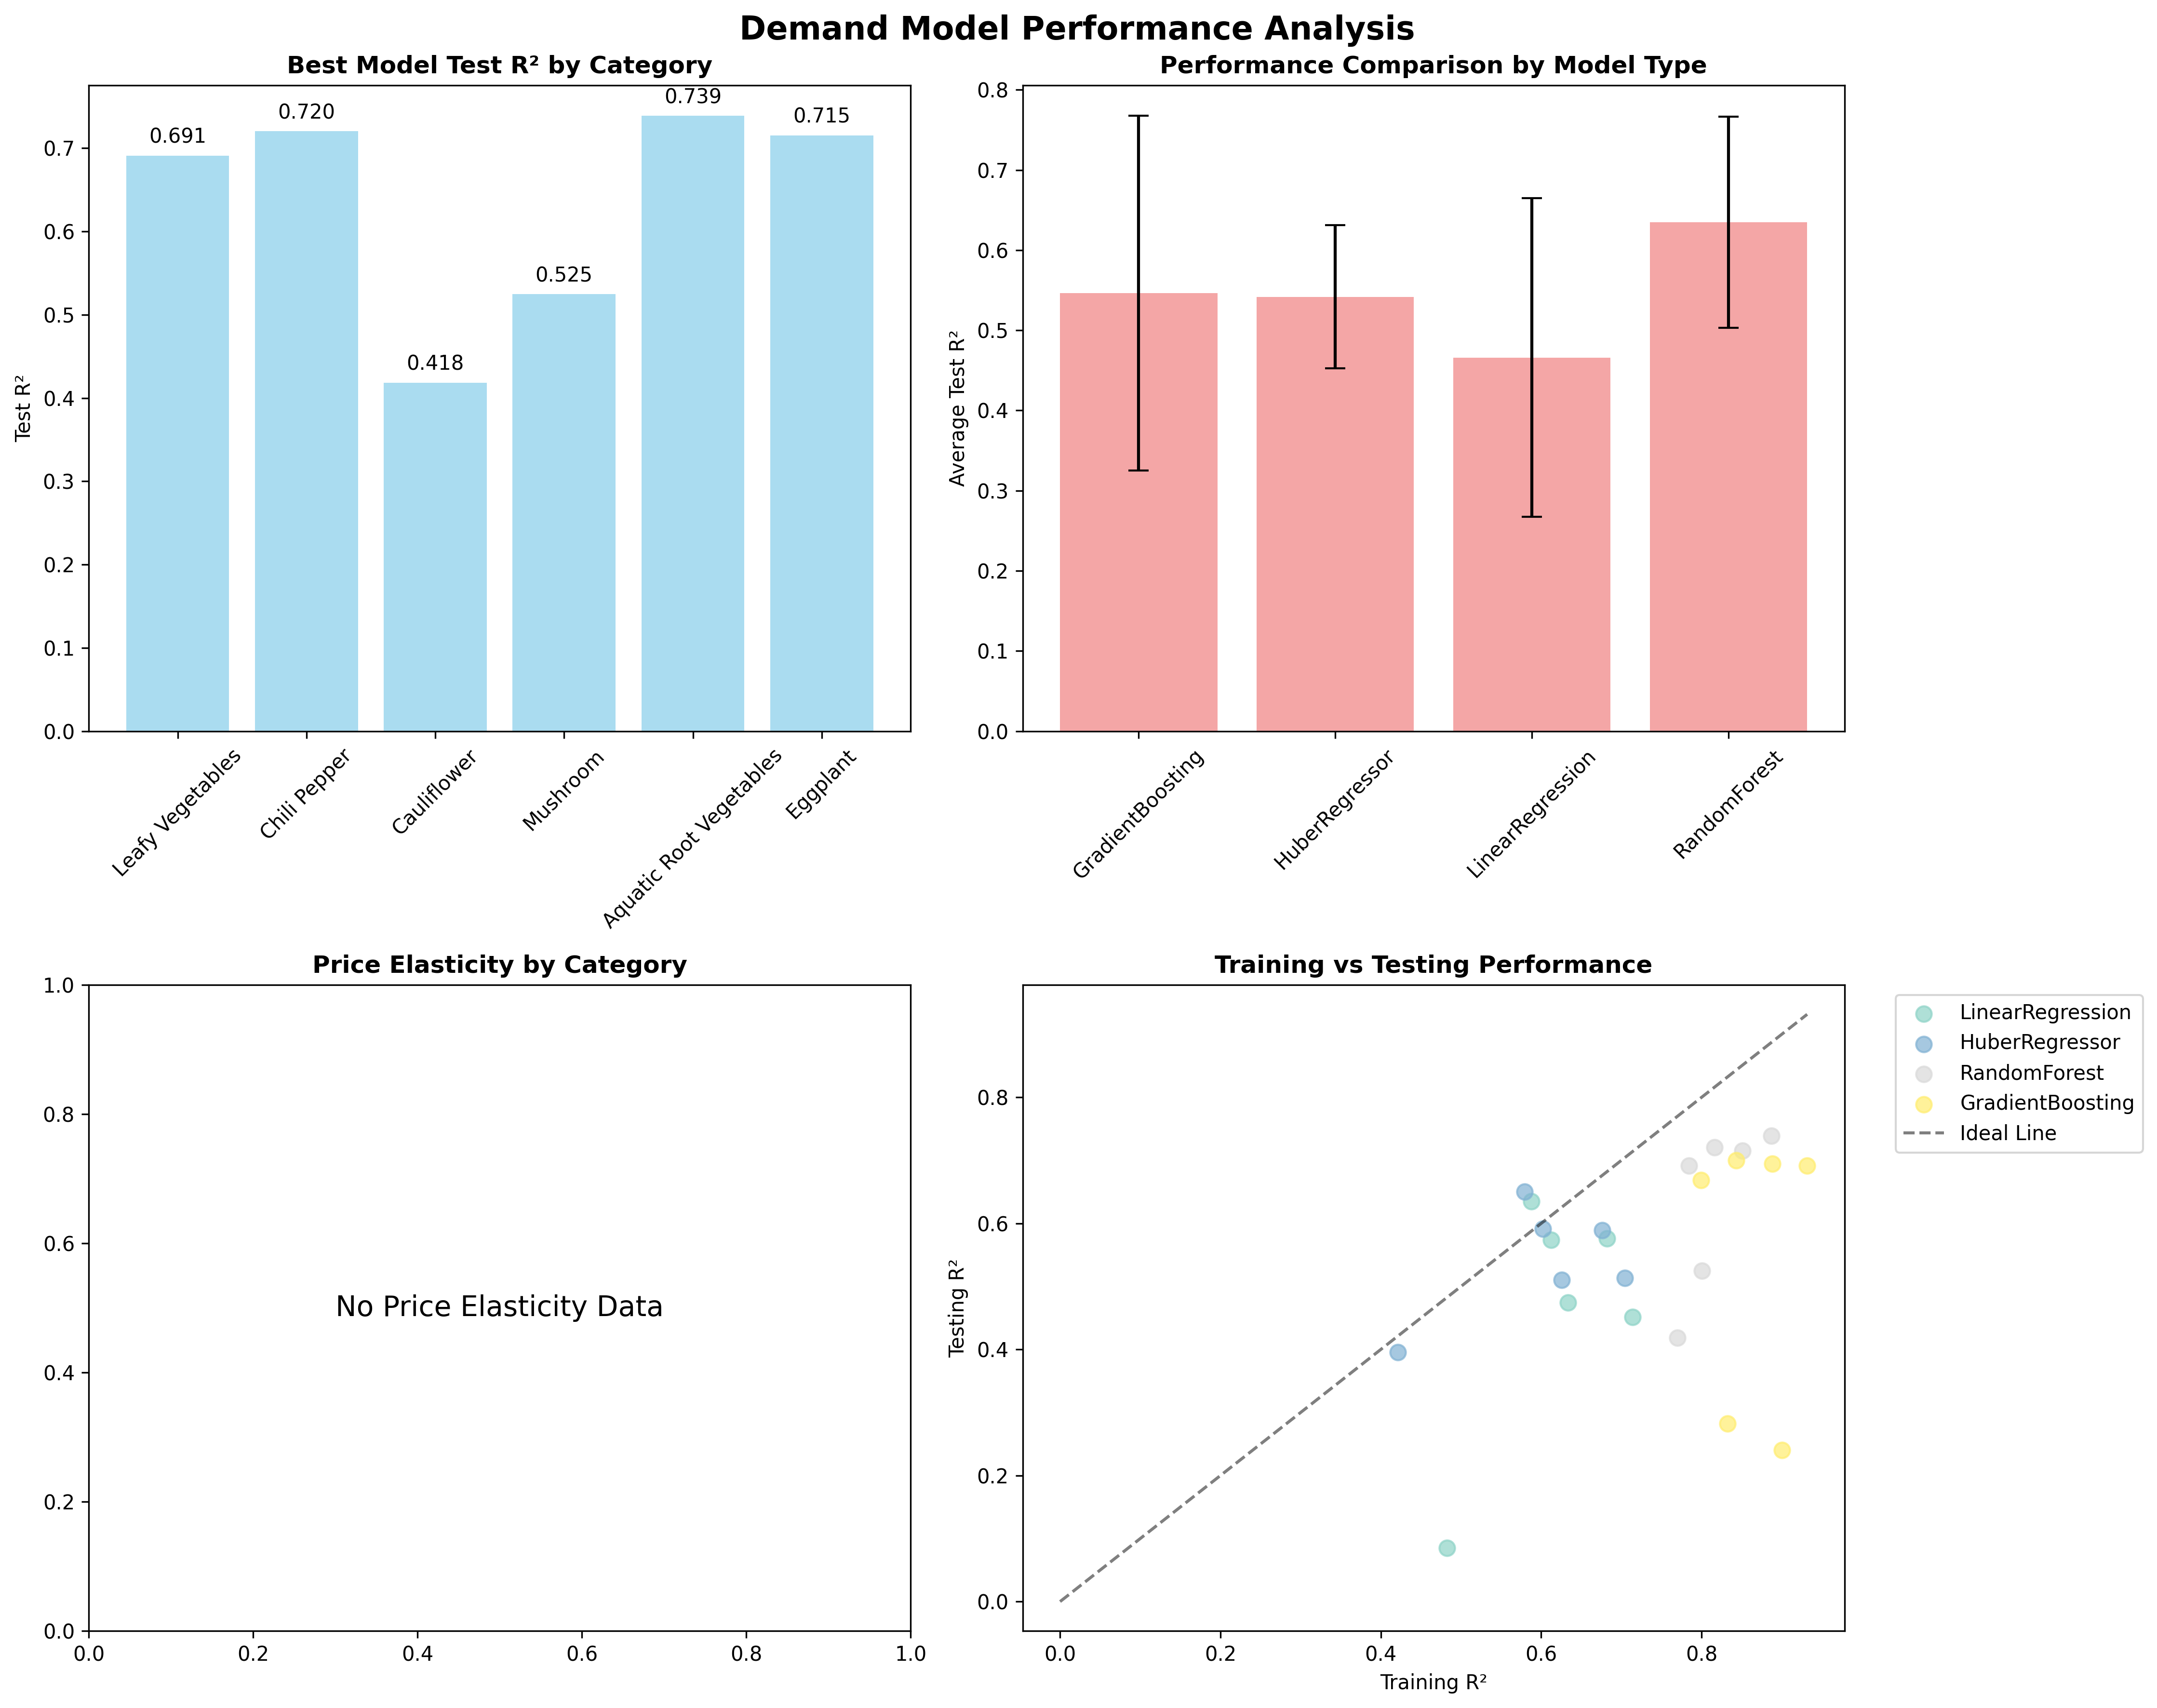 Demand Model Performance Analysis
Best Model Test R² by Category
Test R²
0.0
0.1
0.2
0.3
0.4
0.5
0.6
0.7
0.691
0.720
0.418
0.525
0.739
0.715
Leafy Vegetables
Chili Pepper
Cauliflower
Mushroom
Aquatic Root Vegetables
Eggplant
Performance Comparison by Model Type
Average Test R²
0.0
0.1
0.2
0.3
0.4
0.5
0.6
0.7
0.8
GradientBoosting
HuberRegressor
LinearRegression
RandomForest
Price Elasticity by Category
1.0
0.8
0.6
0.4
0.2
0.0
No Price Elasticity Data
0.0
0.2
0.4
0.6
0.8
1.0
Training vs Testing Performance
Testing R²
0.8
0.6
0.4
0.2
0.0
0.0
0.2
0.4
0.6
0.8
Training R²
LinearRegression
HuberRegressor
RandomForest
GradientBoosting
Ideal Line